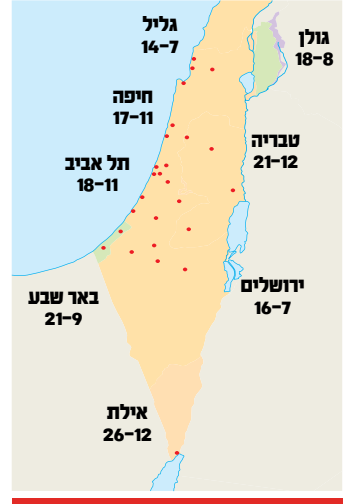 גליל
14-7
גולן
18-8
חיפה
17-11
טבריה
21-12
תל אביב
18-11
ירושלים
16-7
באר שבע
21-9
אילת
26-12